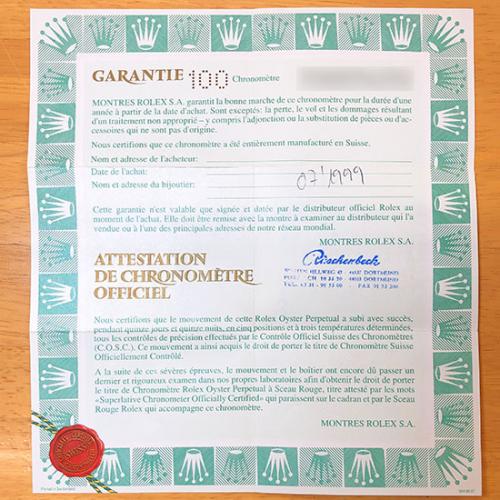 GARANTIE 100 Chronomètre
MONTRES ROLEX S.A. garantit la bonne marche de ce chronomètre pour la durée d'une
année à partir de la date d'achat. Sont exceptés: la perte, le vol et les dommages résultant
d'un traitement non approprié – y compris l'adjonction ou la substitution de pièces ou d'ac-
cessoires qui ne sont pas d'origine.
Nous certifions que ce chronomètre a été entièrement manufacturé en Suisse.
Nom et adresse de l'acheteur:
Date de l'achat: 07/1999
Nom et adresse du bijoutier:
Cette garantie n'est valable que signée et datée par le distributeur officiel Rolex au
moment de l'achat. Elle doit être remise avec la montre à examiner au distributeur qui l'a
vendue ou à l'une des principales adresses de notre réseau mondial.
MONTRES ROLEX S.A.
ATTESTATION
DE CHRONOMÈTRE
OFFICIEL
Rüschenbeck
HELLWEG 45 DORTMUND
Nous certifions que le mouvement de cette Rolex Oyster Perpetual a subi avec succès,
pendant quinze jours et quinze nuits, en cinq positions et à trois températures déterminées,
tous les contrôles de précision effectués par le Contrôle Officiel Suisse des Chronomètres
(C.O.S.C.). Ce mouvement a ainsi acquis le droit de porter le titre de Chronomètre Suisse
Officiellement Contrôlé.
A la suite de ces sévères épreuves, le mouvement et le boîtier ont encore dû passer un
dernier et rigoureux examen dans nos propres laboratoires afin d'obtenir le droit de porter
le titre de Chronomètre Rolex Oyster Perpetual à Sceau Rouge, titre attesté par les mots
«Superlative Chronometer Officially Certified» qui paraissent sur le cadran et par le Sceau
Rouge Rolex qui accompagne ce chronomètre.
MONTRES ROLEX S.A.
Printed in Switzerland